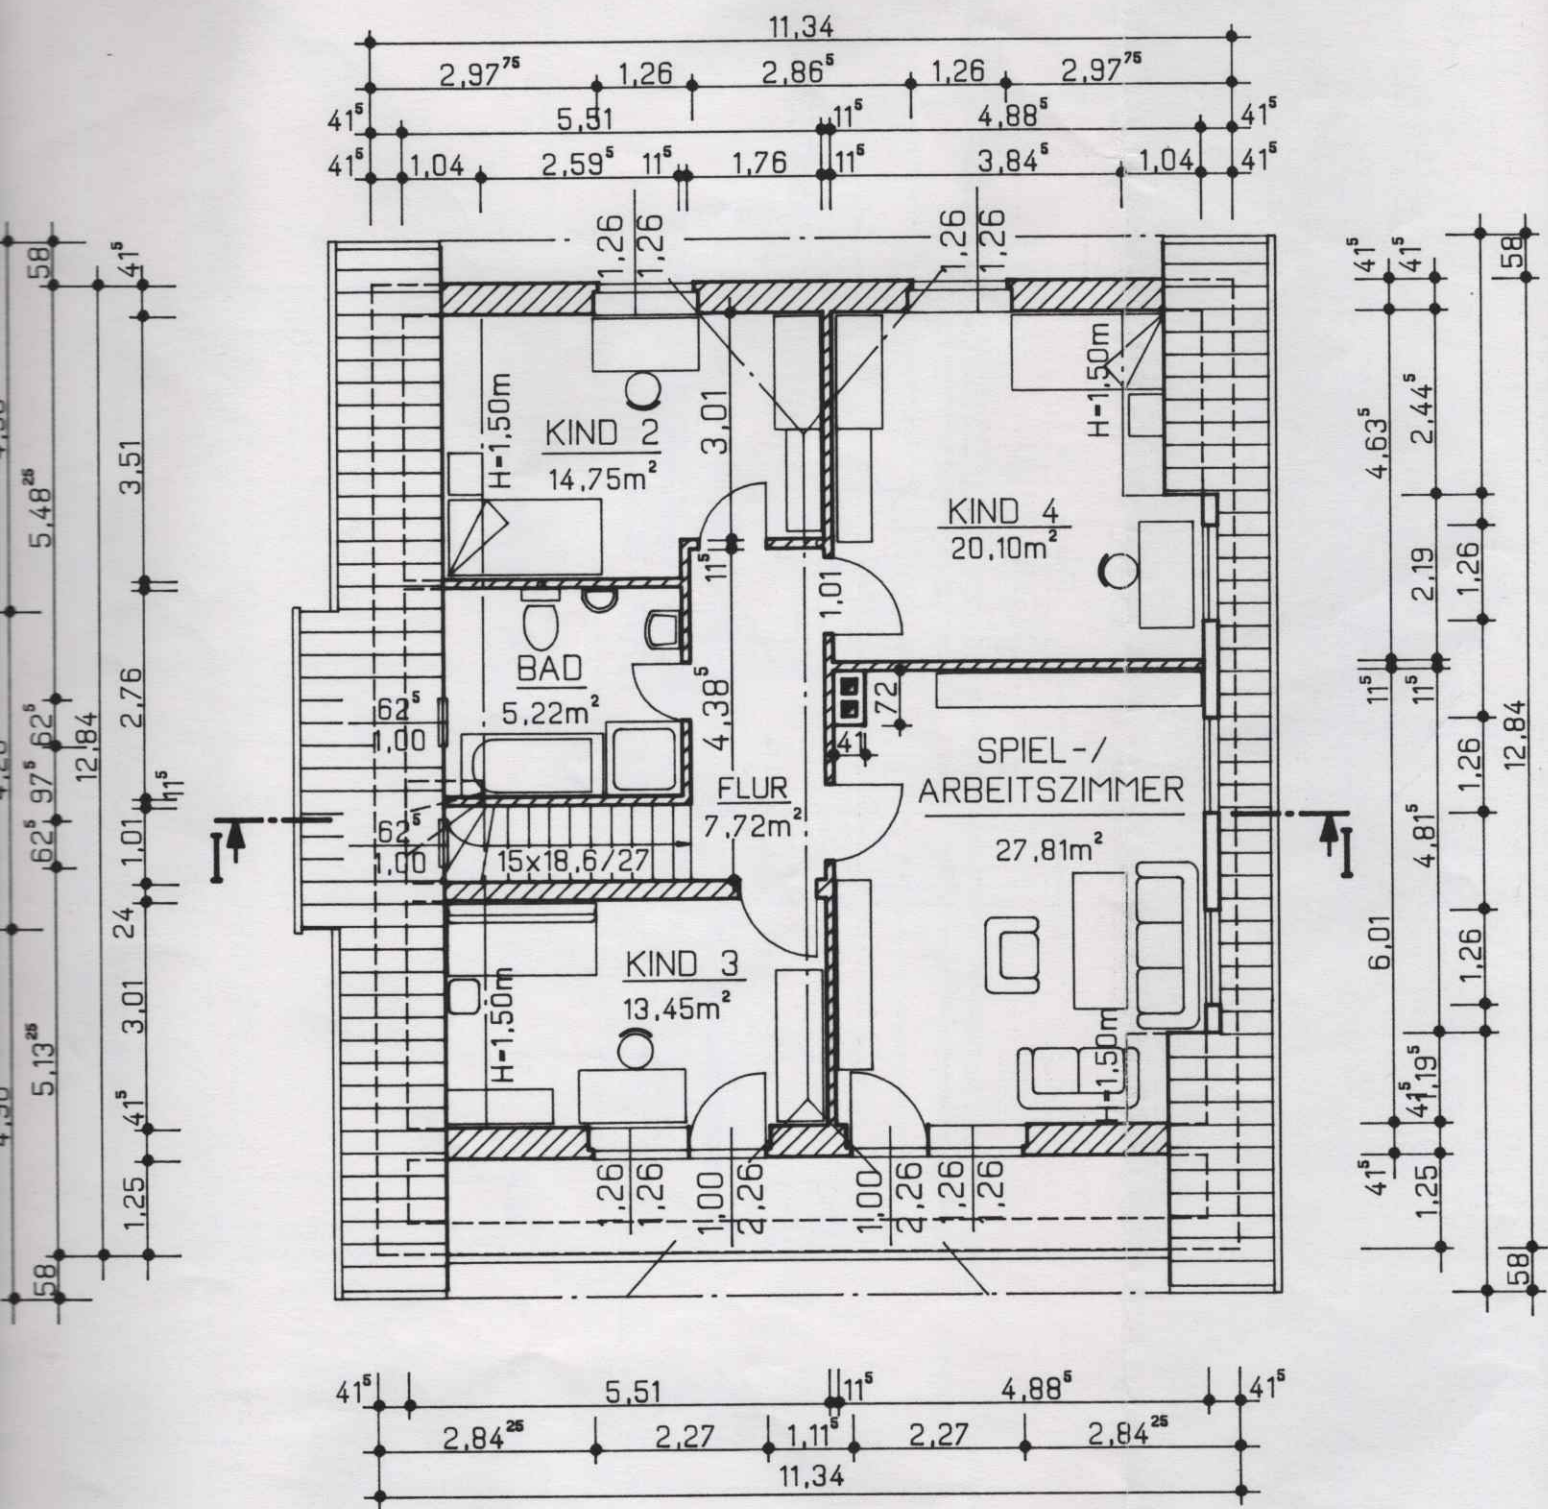 11,34
2,97⁷⁵ 1,26 2,86⁵ 1,26 2,97⁷⁵
41⁵ 5,51 11⁵ 4,88⁵ 41⁵
41⁵ 1,04 2,59⁵ 11⁵ 1,76 11⁵ 3,84⁵ 1,04 41⁵
1,26
1,26
1,26
1,26
58
5,48²⁵
62⁵
97⁵
62⁵
5,13²⁵
58
12,84
41⁵
3,51
2,76
11⁵
1,01
24
3,01
41⁵
1,25
H=1,50m
KIND 2
14,75m²
3,01
H=1,50m
KIND 4
20,10m²
11⁵
1,01
BAD
5,22m²
62⁵
1,00
4,38⁵
72
41
SPIEL-/
ARBEITSZIMMER
27,81m²
FLUR
7,72m²
62⁵
1,00
15x18,6/27
I
I
KIND 3
13,45m²
H=1,50m
H=1,50m
1,26
1,26
1,00
2,26
1,00
2,26
1,26
1,26
41⁵
4,63⁵
11⁵
6,01
41⁵
41⁵
2,44⁵
2,19
11⁵
4,81⁵
1,19⁵
41⁵
1,25
1,26
1,26
1,26
58
12,84
58
41⁵ 5,51 11⁵ 4,88⁵ 41⁵
2,84²⁵ 2,27 1,11⁵ 2,27 2,84²⁵
11,34